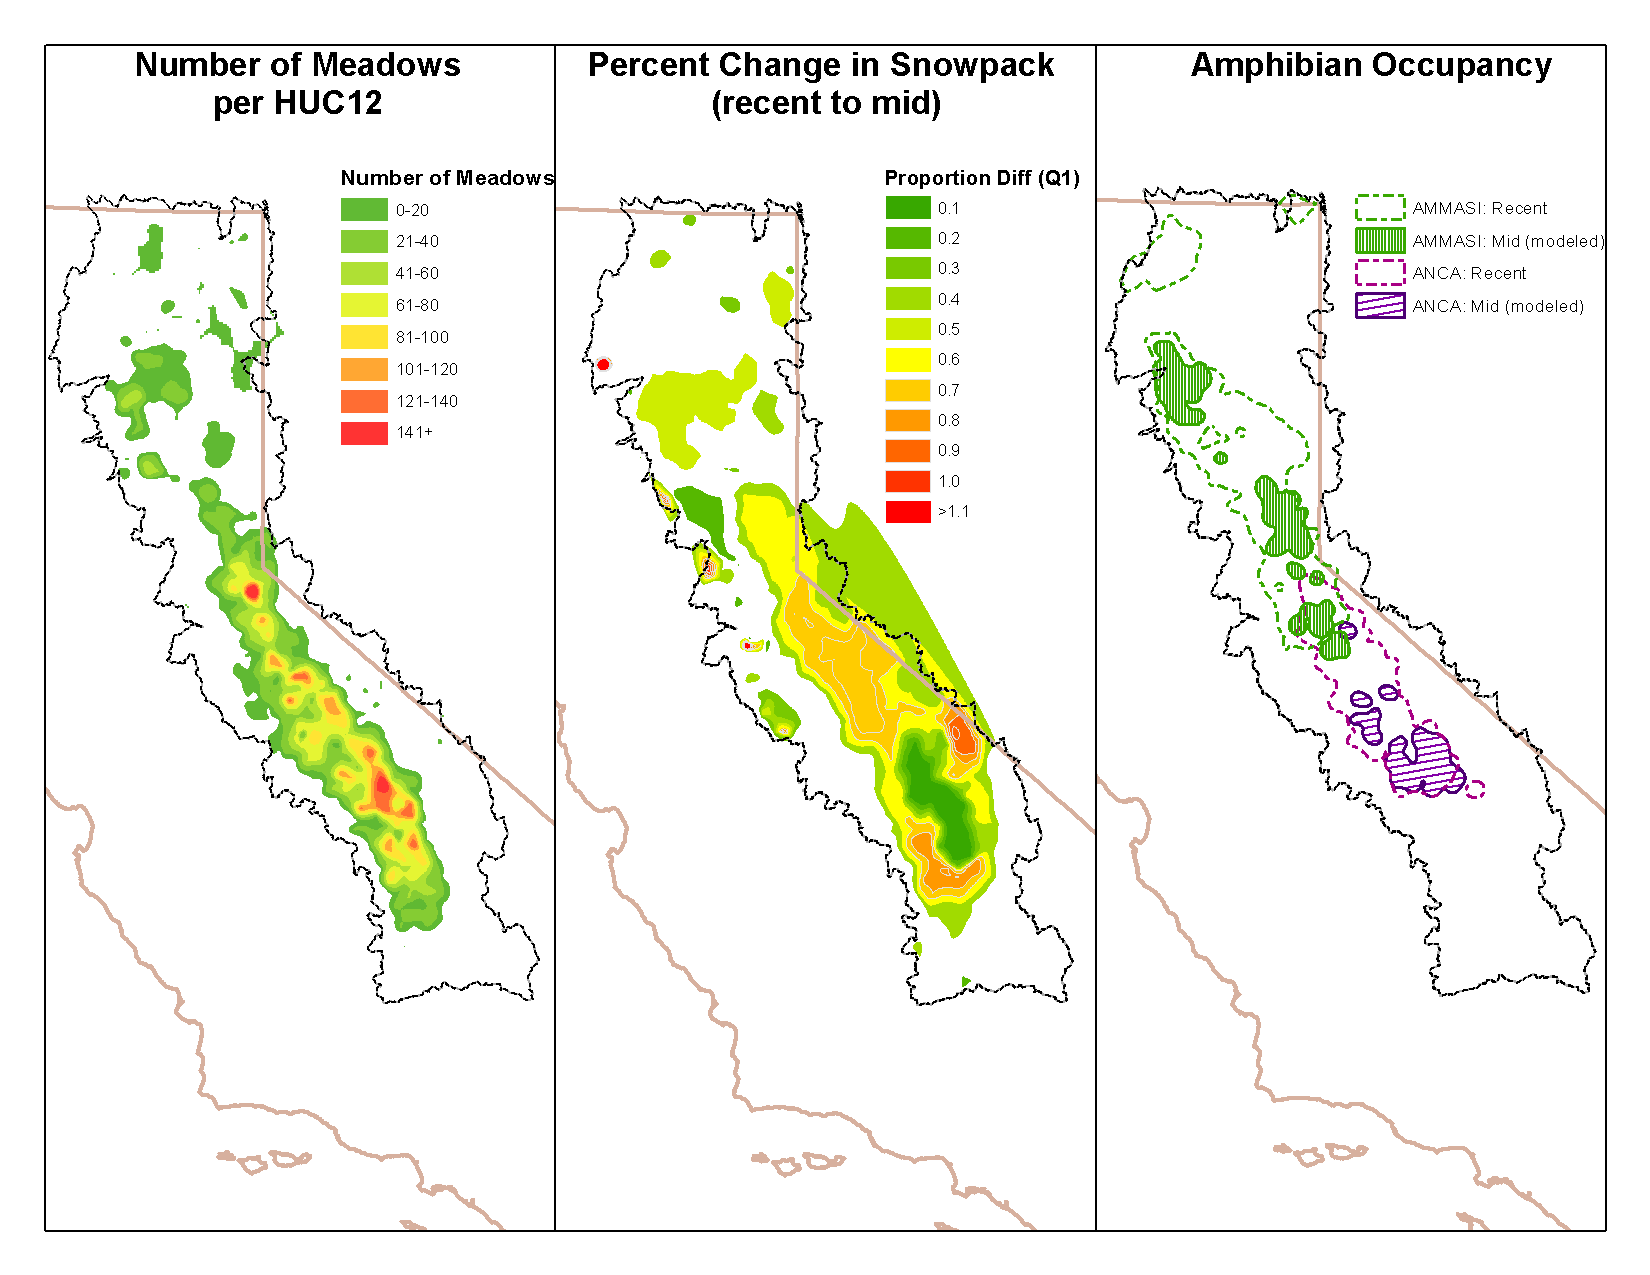 Number of Meadows
per HUC12
Number of Meadows
0-20
21-40
41-60
61-80
81-100
101-120
121-140
141+
Percent Change in Snowpack
(recent to mid)
Proportion Diff (Q1)
0.1
0.2
0.3
0.4
0.5
0.6
0.7
0.8
0.9
1.0
>1.1
Amphibian Occupancy
AMMASI: Recent
AMMASI: Mid (modeled)
ANCA: Recent
ANCA: Mid (modeled)